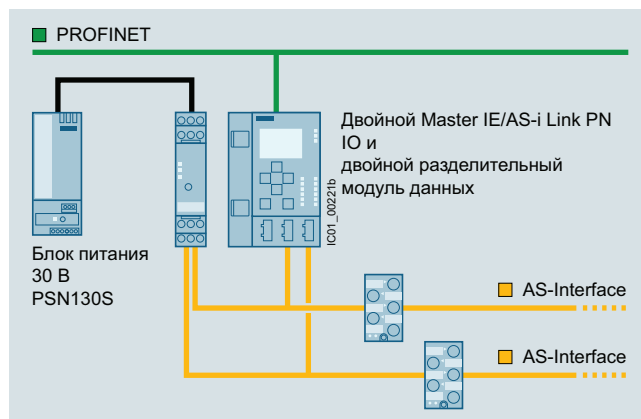 PROFINET
Двойной Master IE/AS-i Link PN
IO и
двойной разделительный
модуль данных
IC01_00221b
Блок питания
30 В
PSN130S
AS-Interface
AS-Interface